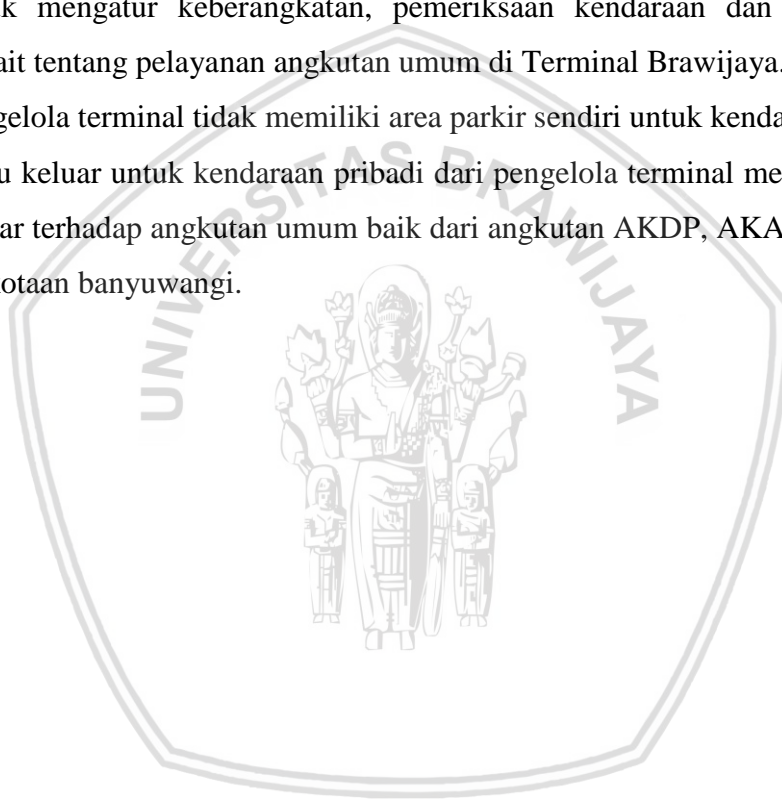 k mengatur keberangkatan, pemeriksaan kendaraan dan
ait tentang pelayanan angkutan umum di Terminal Brawijaya.
gelola terminal tidak memiliki area parkir sendiri untuk kenda
u keluar untuk kendaraan pribadi dari pengelola terminal me
ar terhadap angkutan umum baik dari angkutan AKDP, AKA
otaan banyuwangi.
UNIVERSITAS BRAWIJAYA